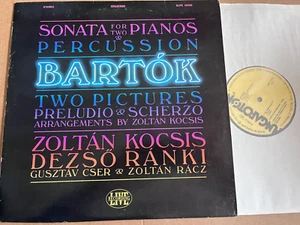 STEREO
SONATA FOR TWO PIANOS
& PERCUSSION
BARTÓK
TWO PICTURES
PRELUDIO & SCHERZO
ARRANGEMENTS BY ZOLTÁN KOCSIS
ZOLTÁN KOCSIS
DEZSŐ RÁNKI
GUSZTÁV CSER & ZOLTÁN RÁCZ
HUNGAROTON